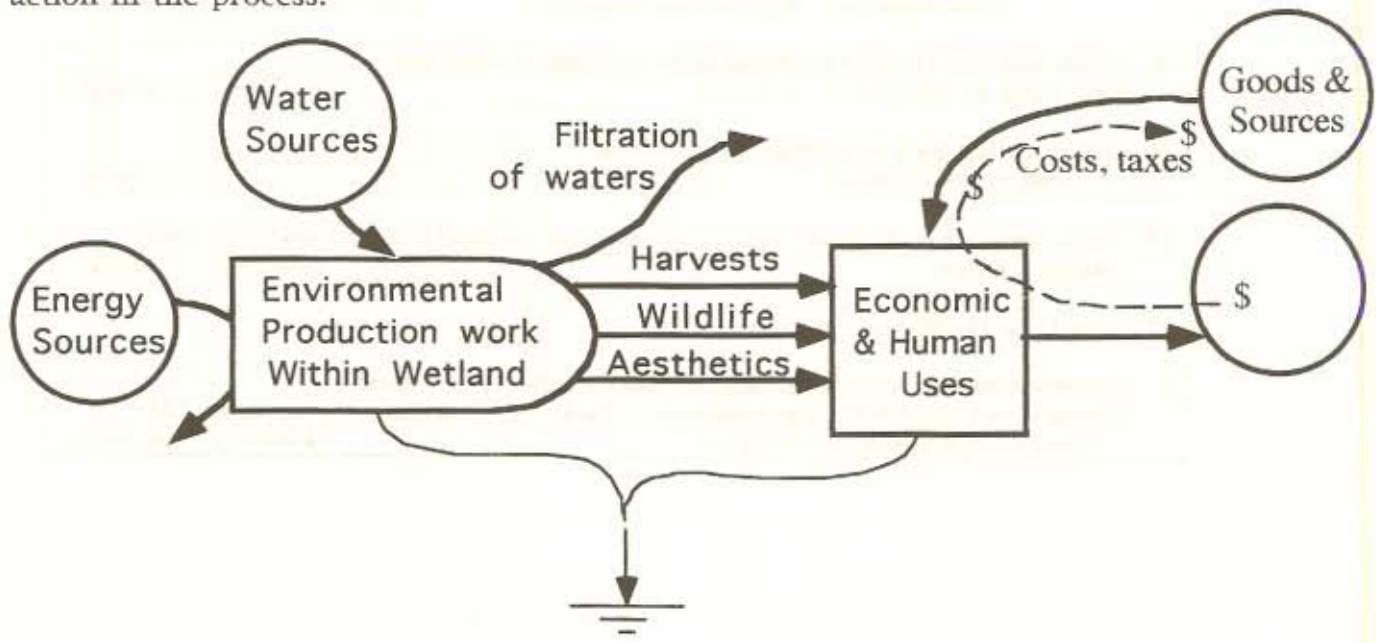 action in the process.
Water
Sources
Filtration
of waters
Goods &
Sources
$
Costs, taxes
$
Energy
Sources
Environmental
Production work
Within Wetland
Harvests
Wildlife
Aesthetics
Economic
& Human
Uses
$